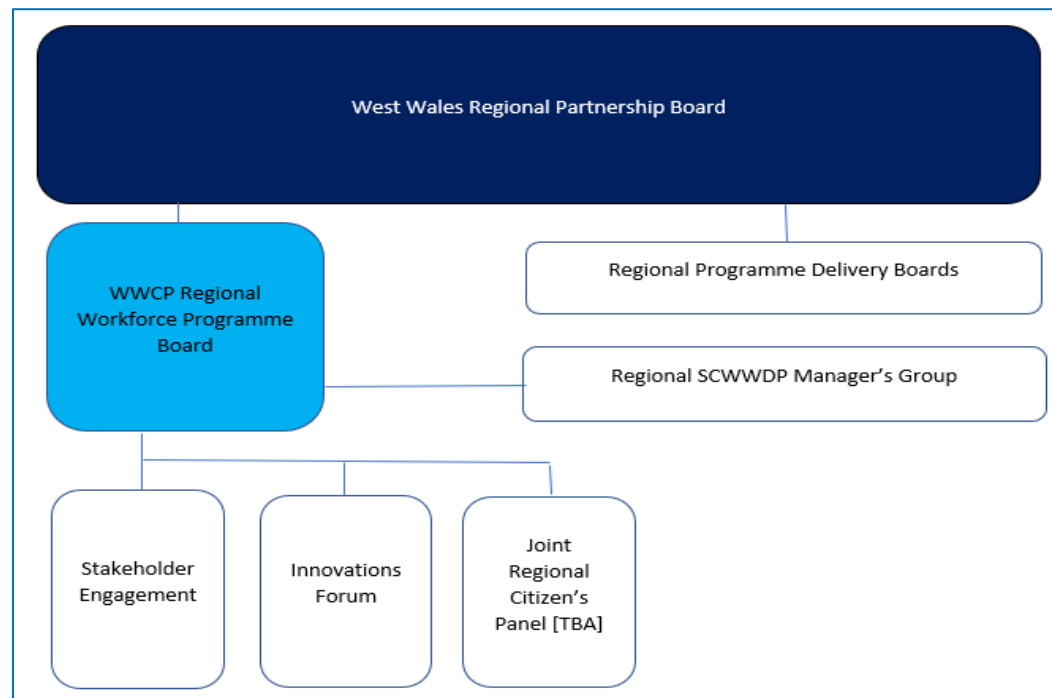 West Wales Regional Partnership Board
WWCP Regional
Workforce Programme
Board
Regional Programme Delivery Boards
Regional SCWWDP Manager’s Group
Stakeholder
Engagement
Innovations
Forum
Joint
Regional
Citizen’s
Panel [TBA]